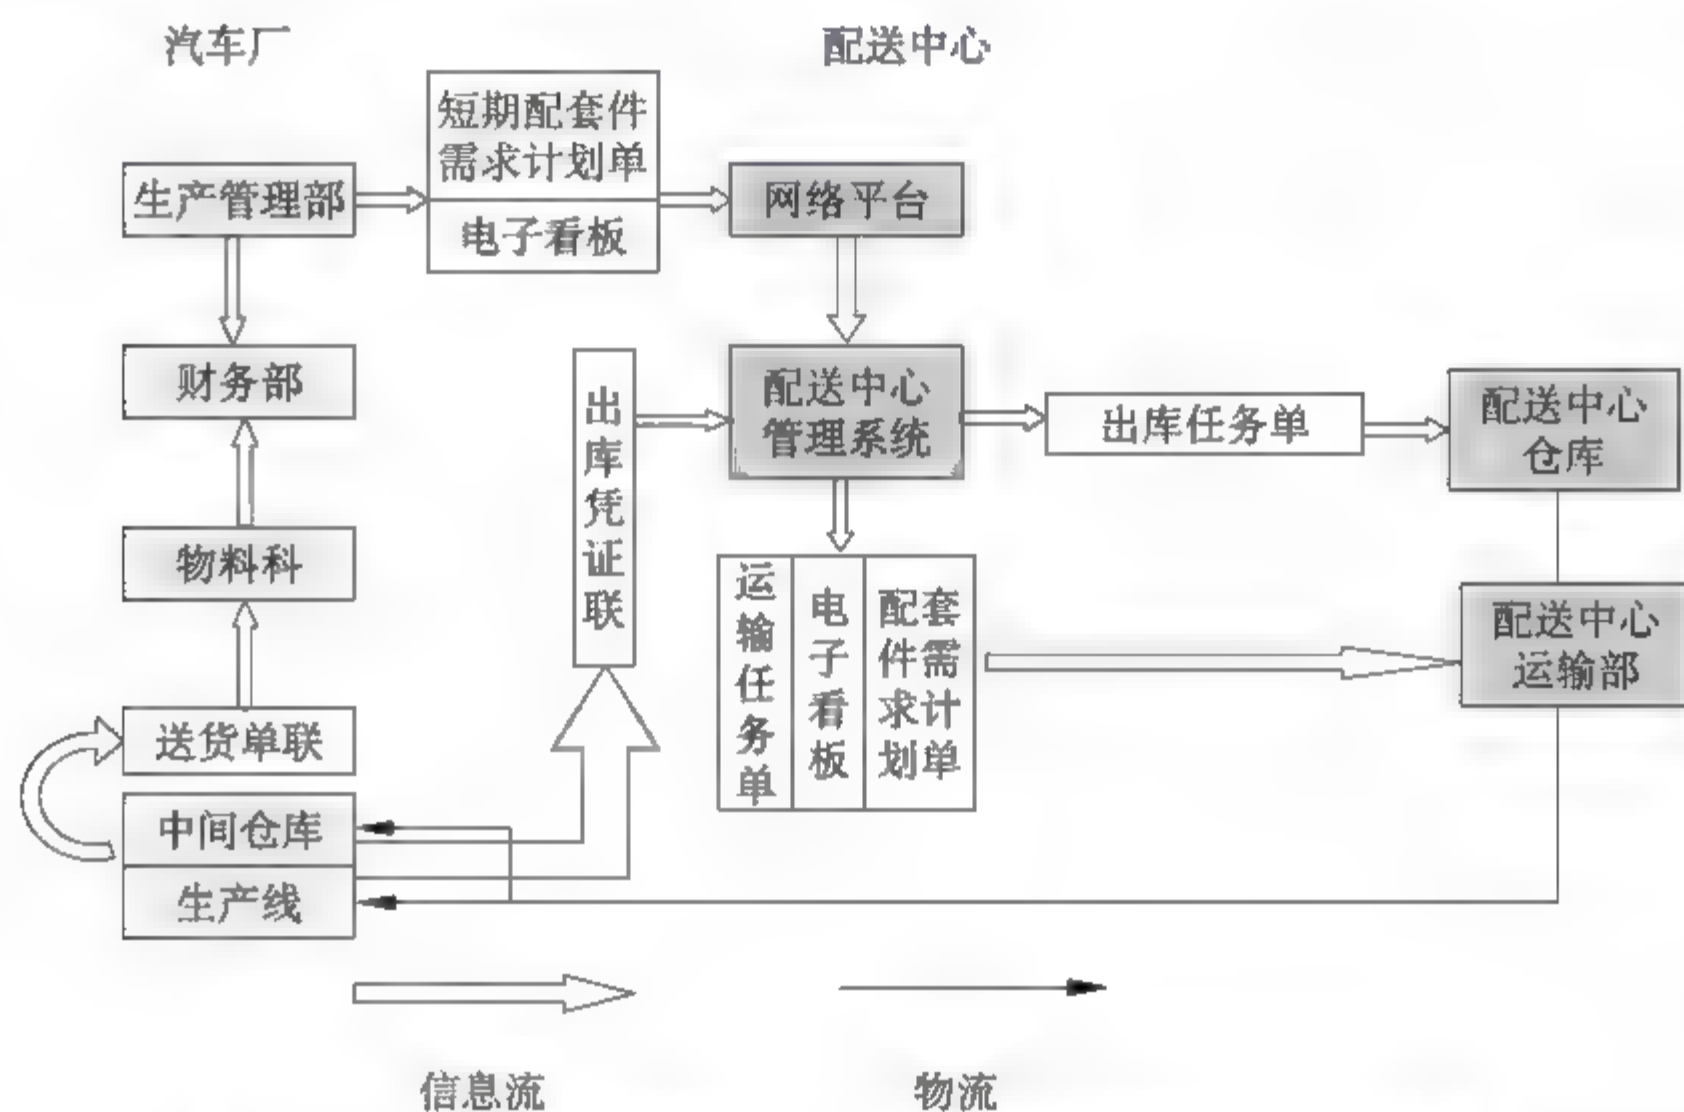 汽车厂
配送中心
短期配套件
需求计划单
电子看板
生产管理部
网络平台
财务部
出库凭证联
配送中心
管理系统
出库任务单
配送中心
仓库
物料科
运输任务单
电子看板
配套
件需
求计
划单
配送中心
运输部
送货单联
中间仓库
生产线
信息流
物流